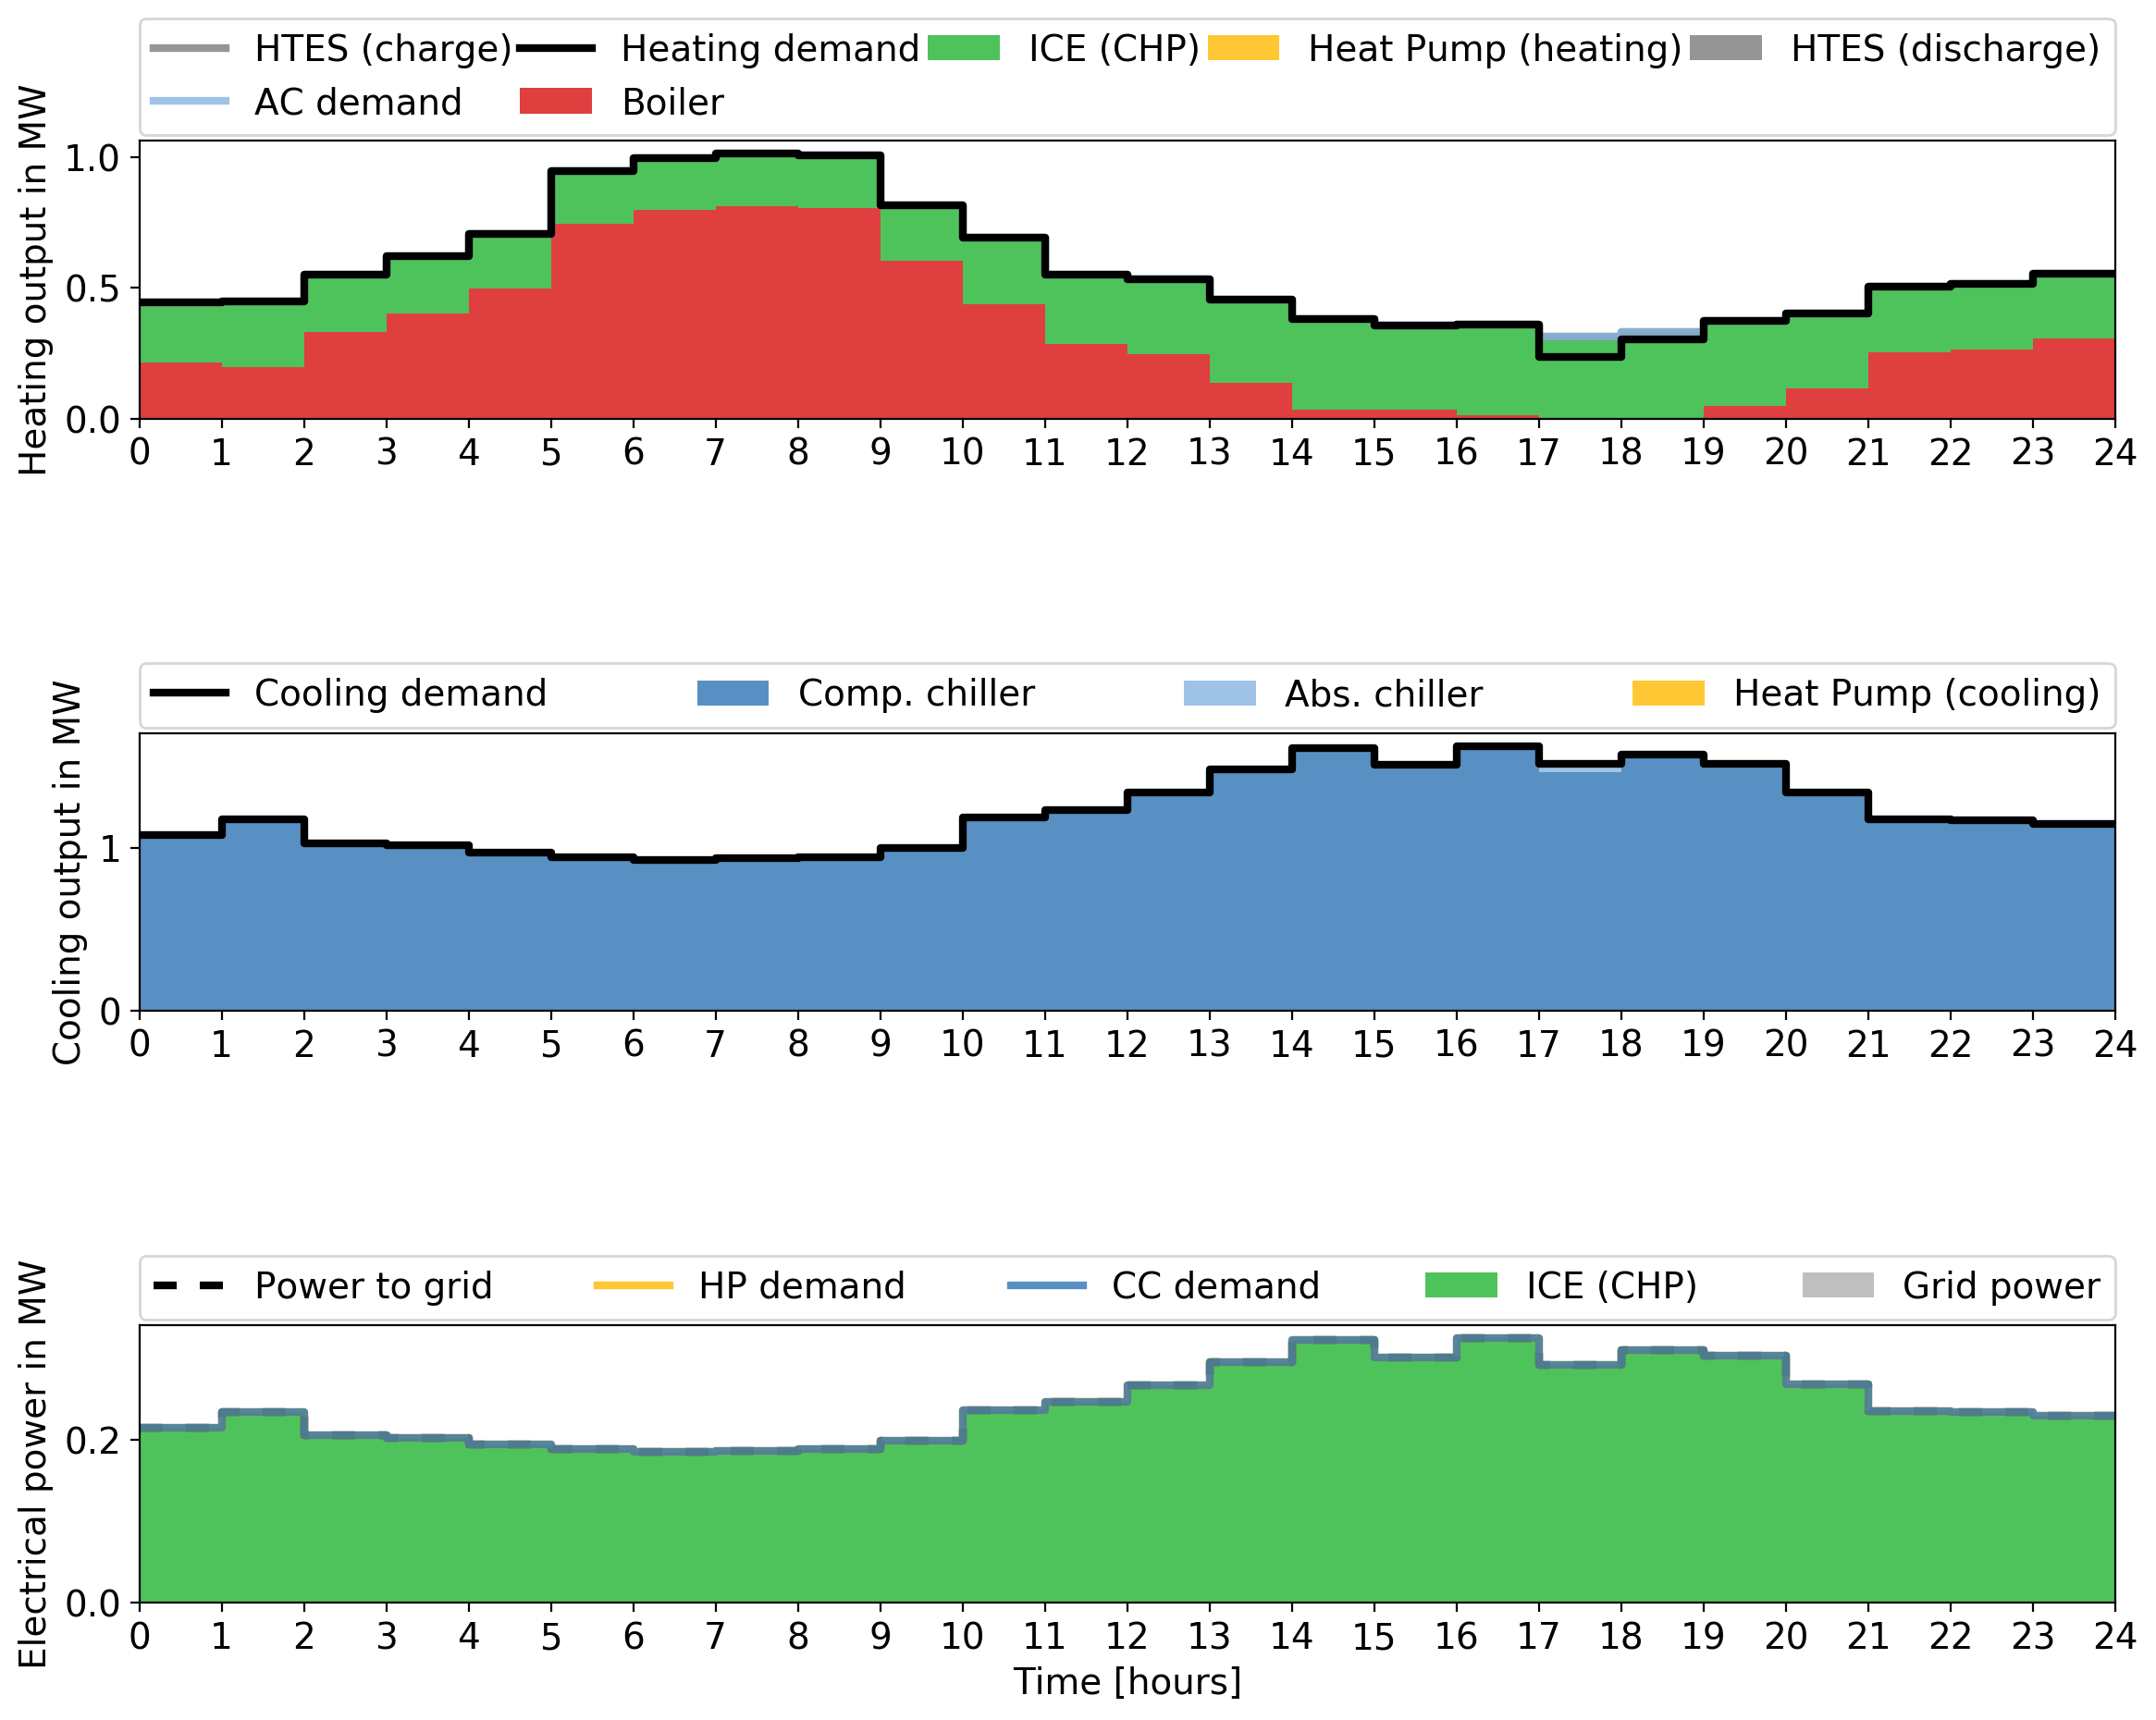 HTES (charge) Heating demand ICE (CHP) Heat Pump (heating) HTES (discharge)
AC demand Boiler
Heating output in MW
1.0
0.5
0.0
0 1 2 3 4 5 6 7 8 9 10 11 12 13 14 15 16 17 18 19 20 21 22 23 24
Cooling demand Comp. chiller Abs. chiller Heat Pump (cooling)
Cooling output in MW
1
0
0 1 2 3 4 5 6 7 8 9 10 11 12 13 14 15 16 17 18 19 20 21 22 23 24
Power to grid HP demand CC demand ICE (CHP) Grid power
Electrical power in MW
0.2
0.0
0 1 2 3 4 5 6 7 8 9 10 11 12 13 14 15 16 17 18 19 20 21 22 23 24
Time [hours]